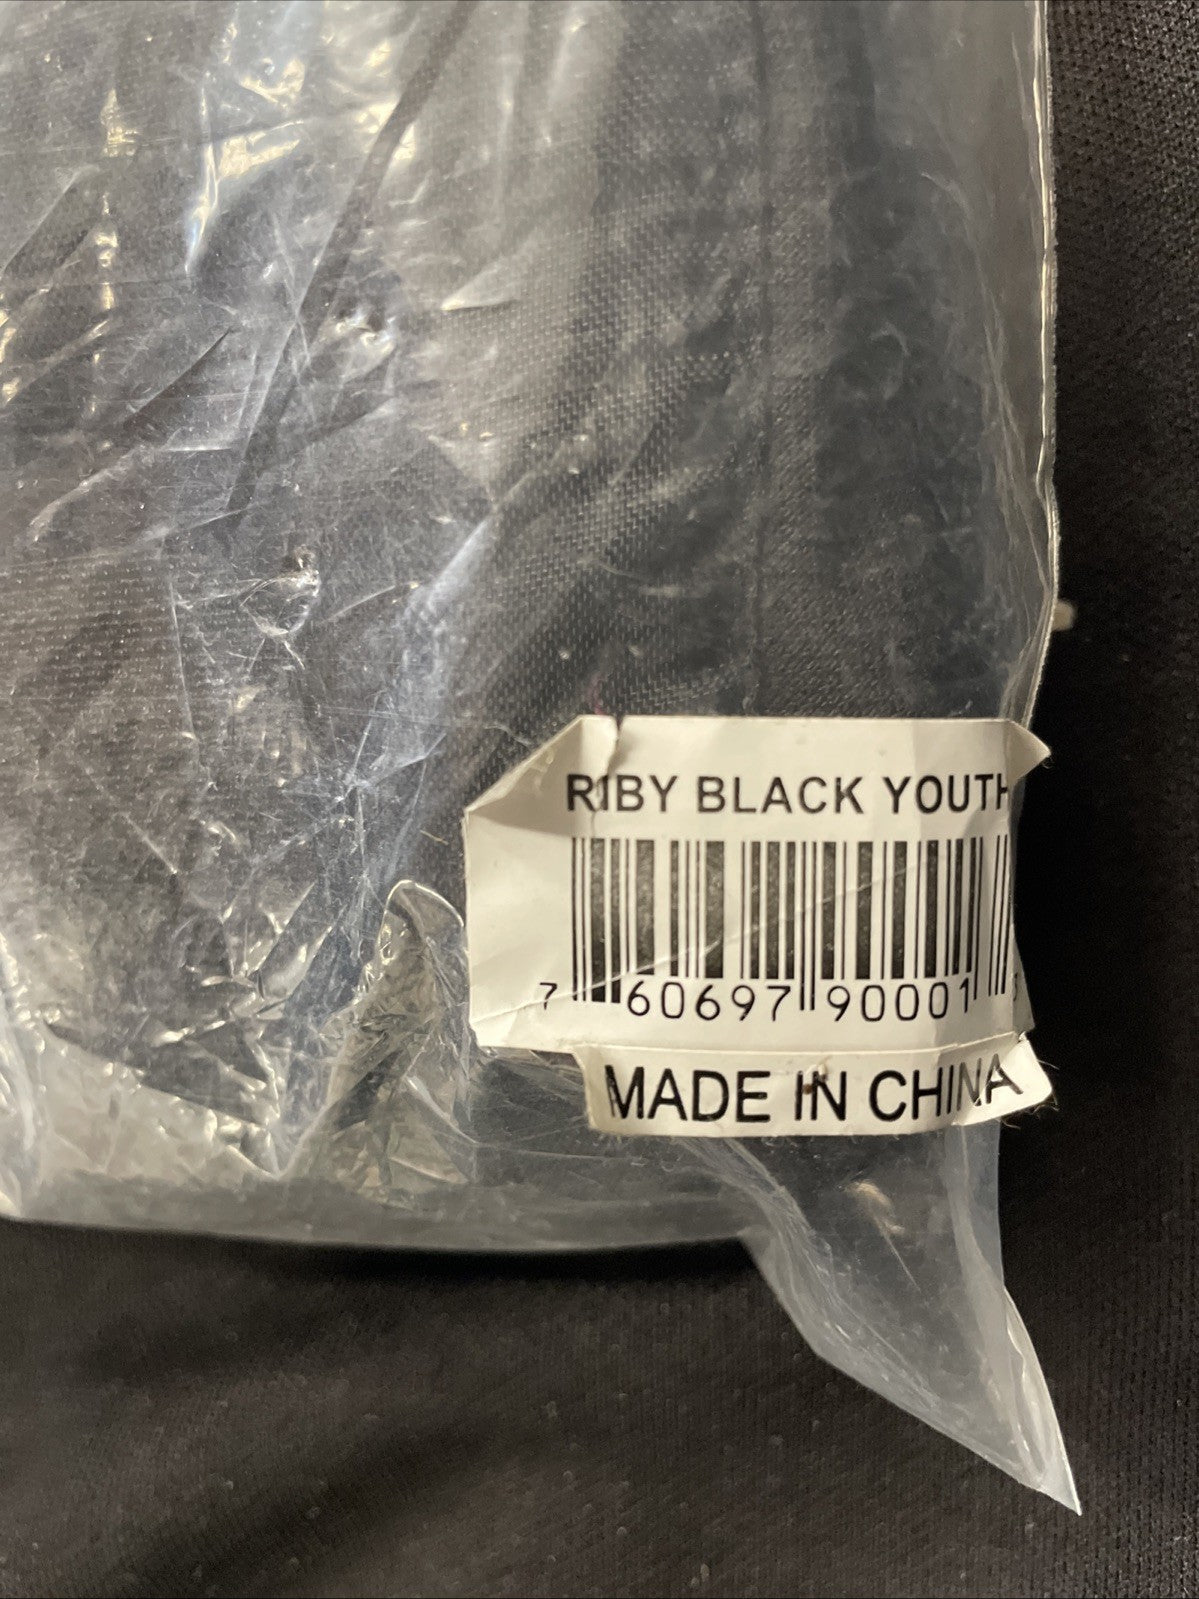 RIBY BLACK YOUTH
7 60697 90001
MADE IN CHINA